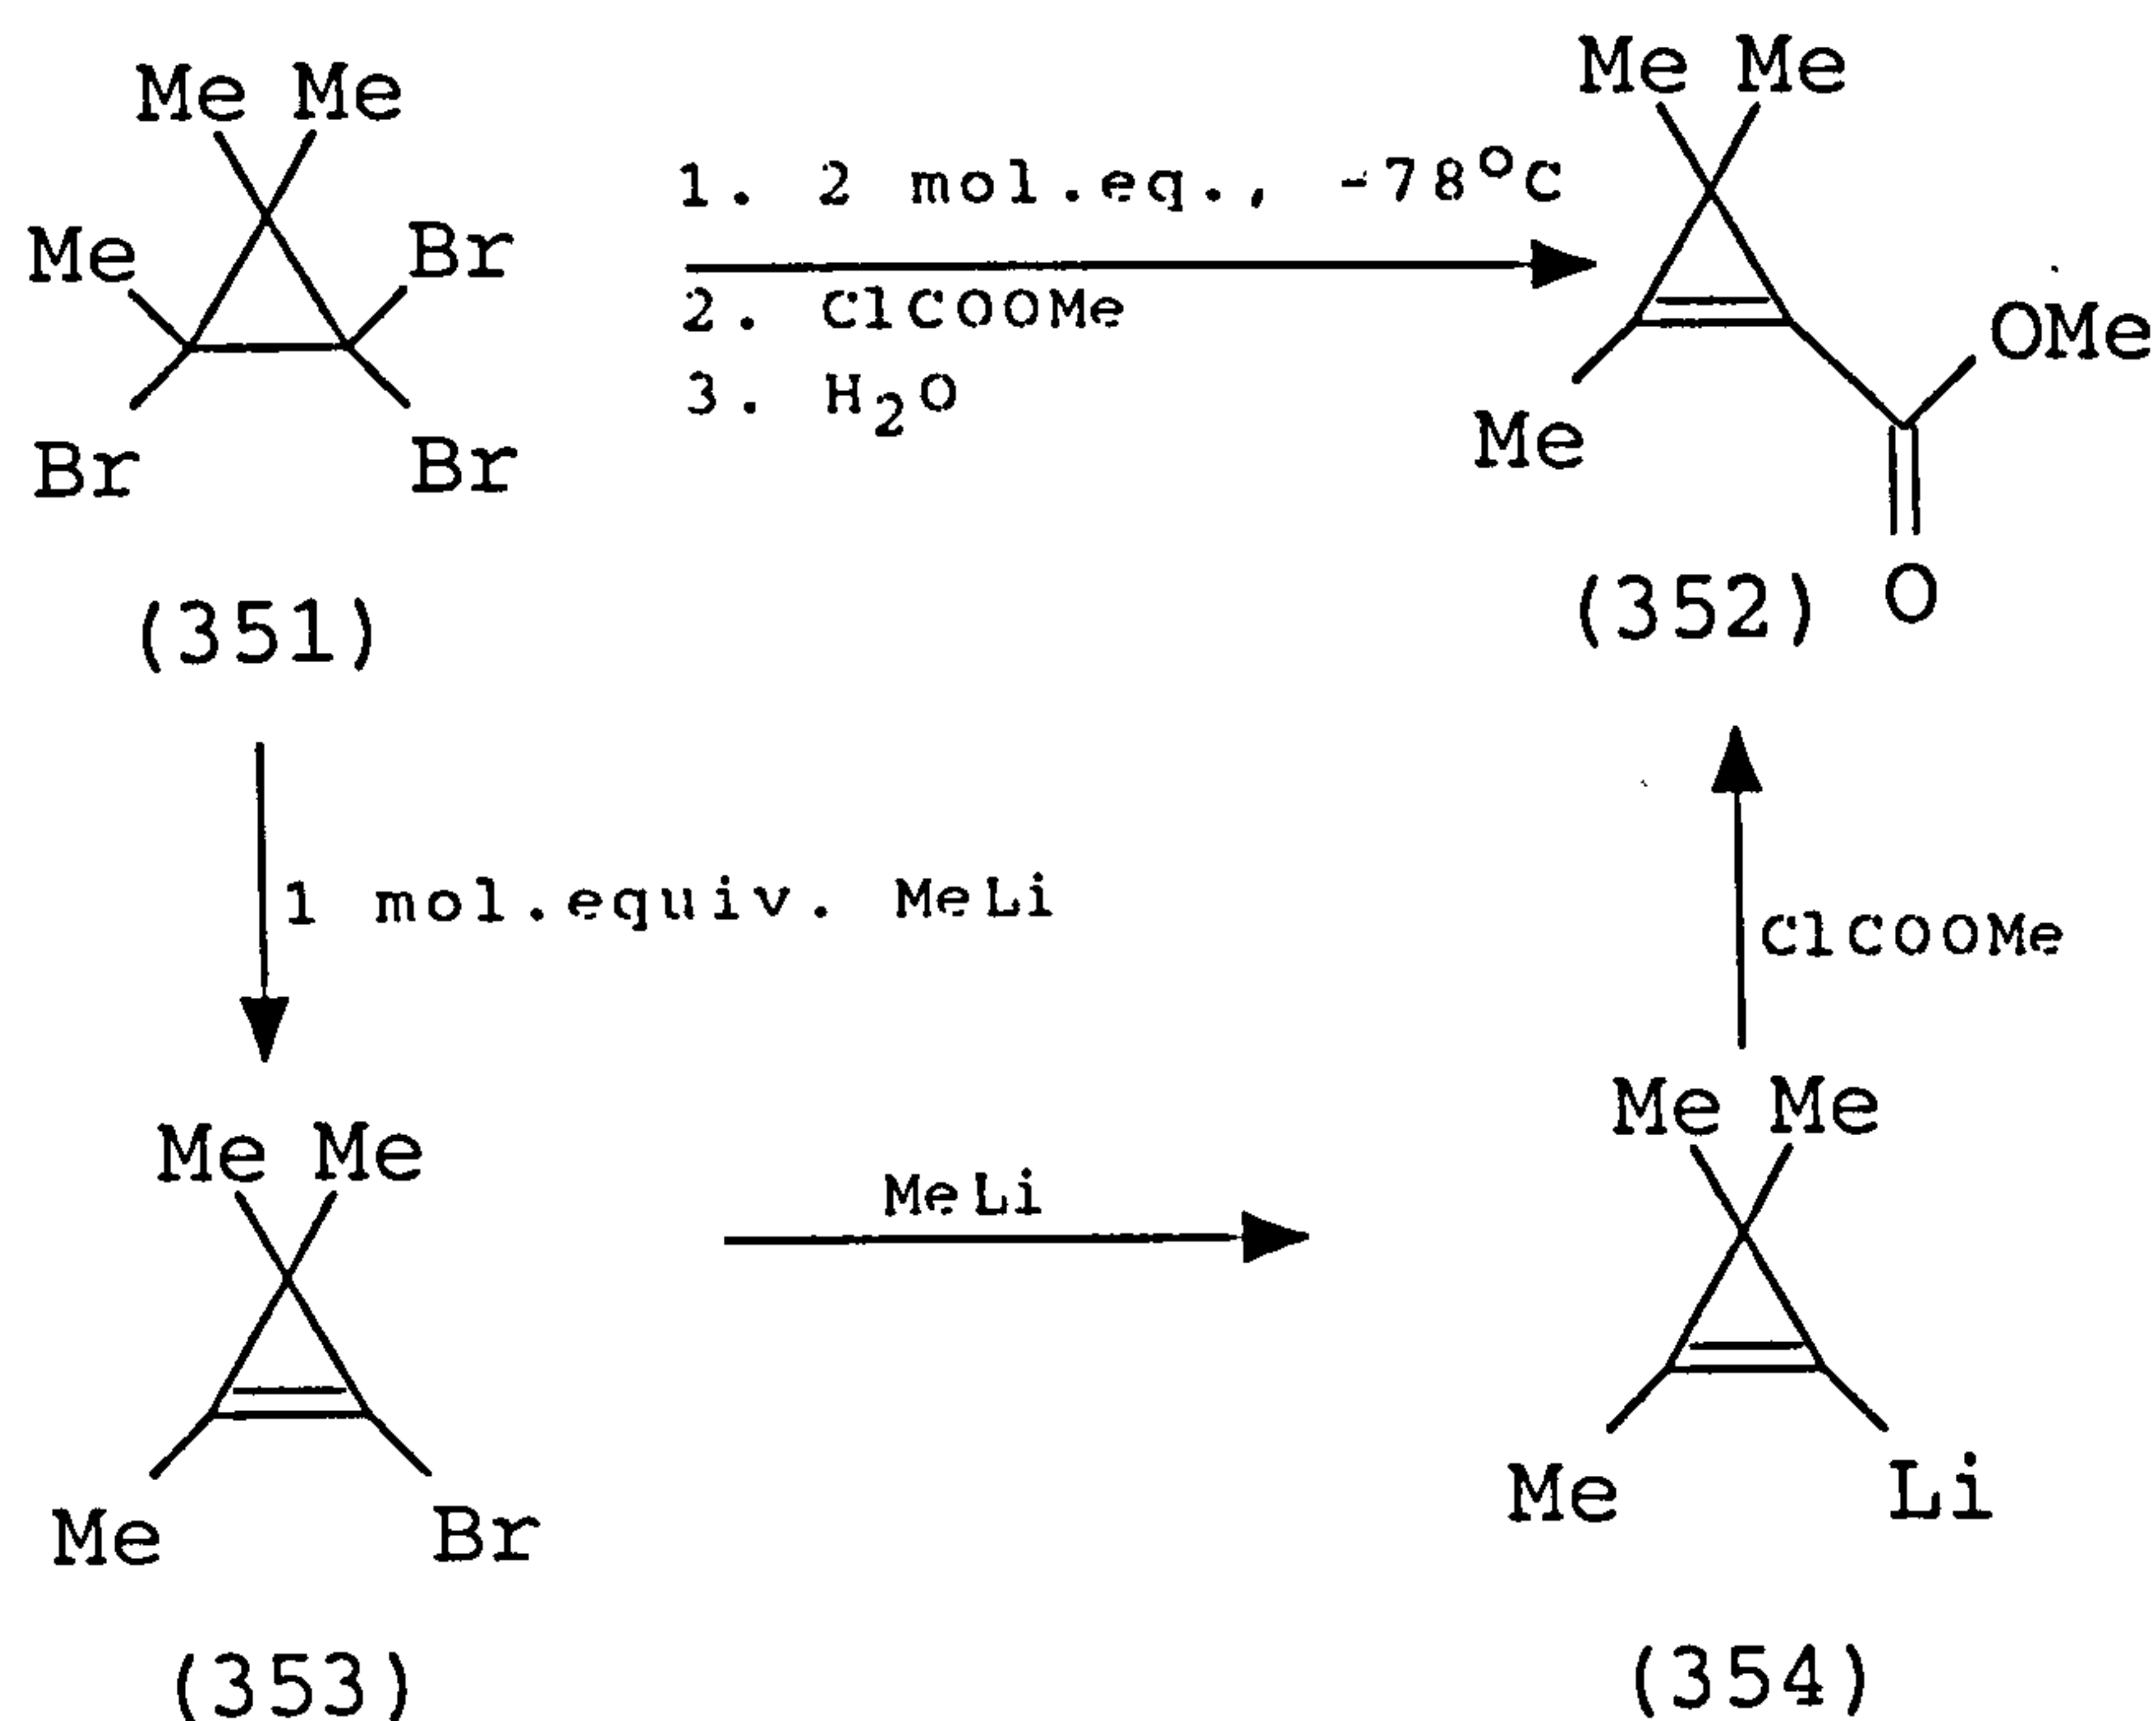 Me Me
Me Br
Br Br
(351)
1. 2 mol.eq., -78°C
2. ClCOOMe
3. H2O
Me Me
OMe
Me
O
(352)
1 mol.equiv. MeLi
ClCOOMe
Me Me
Me Br
(353)
MeLi
Me Me
Me Li
(354)